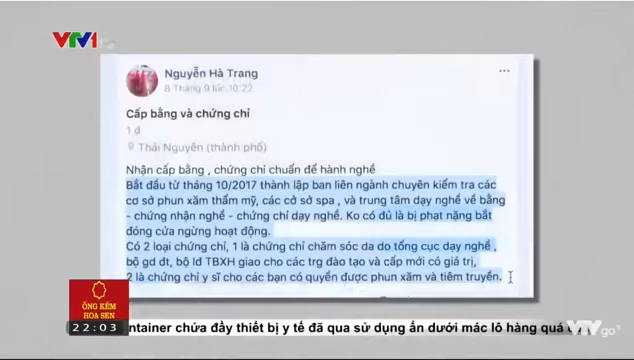 VTV1
Nguyễn Hà Trang
8 Tháng 9 lúc 10:22
Cấp bằng và chứng chỉ
1 đ
Thái Nguyên (thành phố)
Nhận cấp bằng , chứng chỉ chuẩn để hành nghề
Bắt đầu từ tháng 10/2017 thành lập ban liên ngành chuyên kiểm tra các
cơ sở phun xăm thẩm mỹ, các cở sở spa , và trung tâm dạy nghề về bằng
- chứng nhận nghề - chứng chỉ dạy nghề. Ko có đủ là bị phạt nặng bắt
đóng cửa ngừng hoạt động.
Có 2 loại chứng chỉ, 1 là chứng chỉ chăm sóc da do tổng cục dạy nghề ,
bộ gd đt, bộ lđ TBXH giao cho các trg đào tạo và cấp mới có giá trị,
2 là chứng chỉ y sĩ cho các bạn có quyền được phun xăm và tiêm truyền.
ỐNG KẼM
HOA SEN
22:03
ntainer chứa đầy thiết bị y tế đã qua sử dụng ẩn dưới mác lô hàng quá
VTVgo